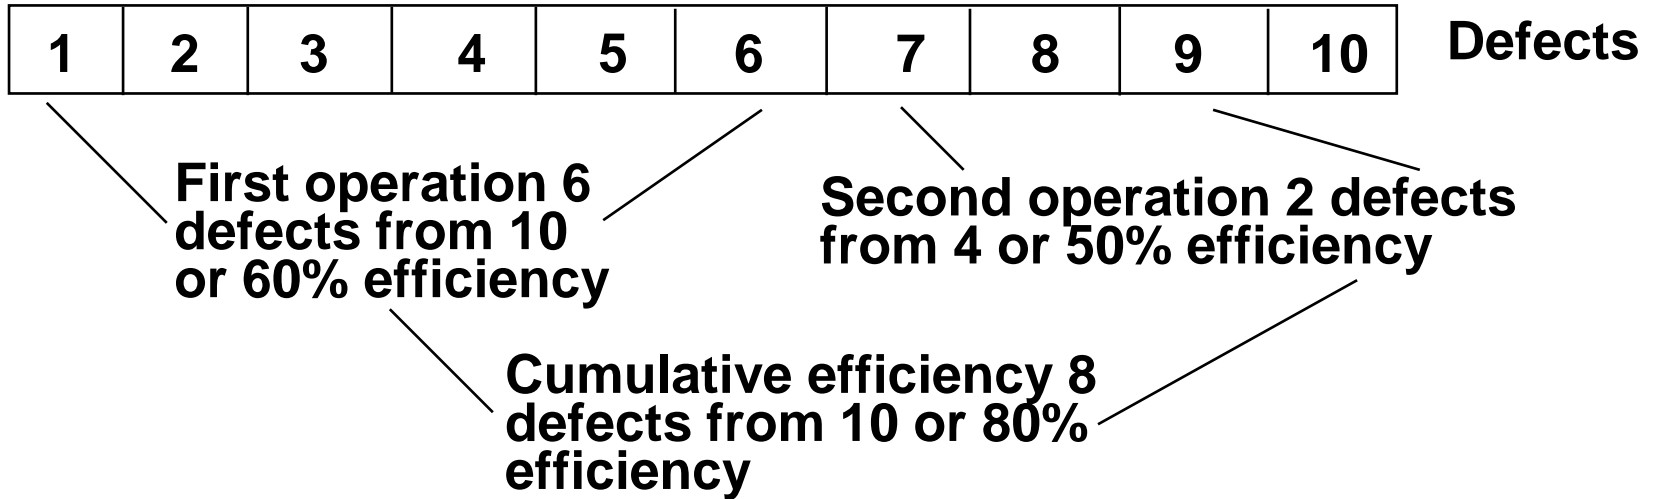 1 2 3 4 5 6 7 8 9 10 Defects
First operation 6
defects from 10
or 60% efficiency
Second operation 2 defects
from 4 or 50% efficiency
Cumulative efficiency 8
defects from 10 or 80%
efficiency